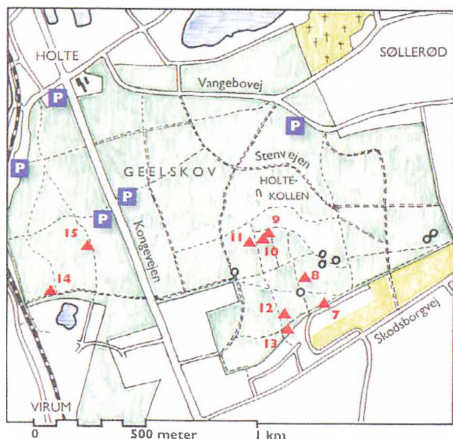 HOLTE
SØLLERØD
Vangebovej
P
P
P
Stenvejen
GEELSKOV
HOLTE-
KOLLEN
P
P
Kongevejen
9
11
10
15
8
14
7
12
13
Skodsborgvej
VIRUM
0 500 meter 1 km